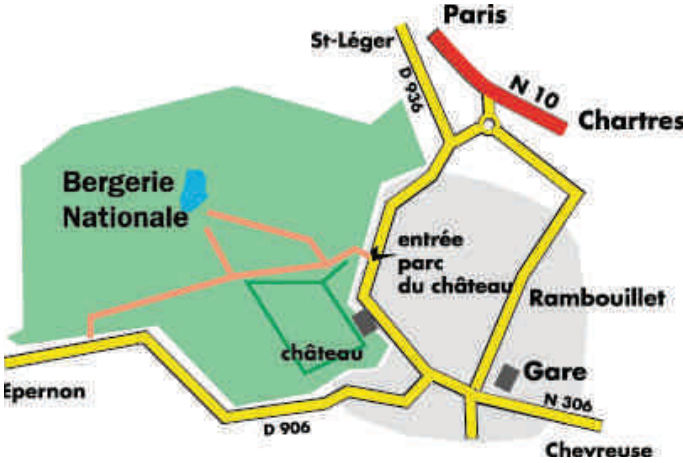 Paris
St-Léger
D 936
N 10
Chartres
Bergerie
Nationale
entrée
parc
du château
Rambouillet
château
Gare
Epernon
N 306
D 906
Chevreuse